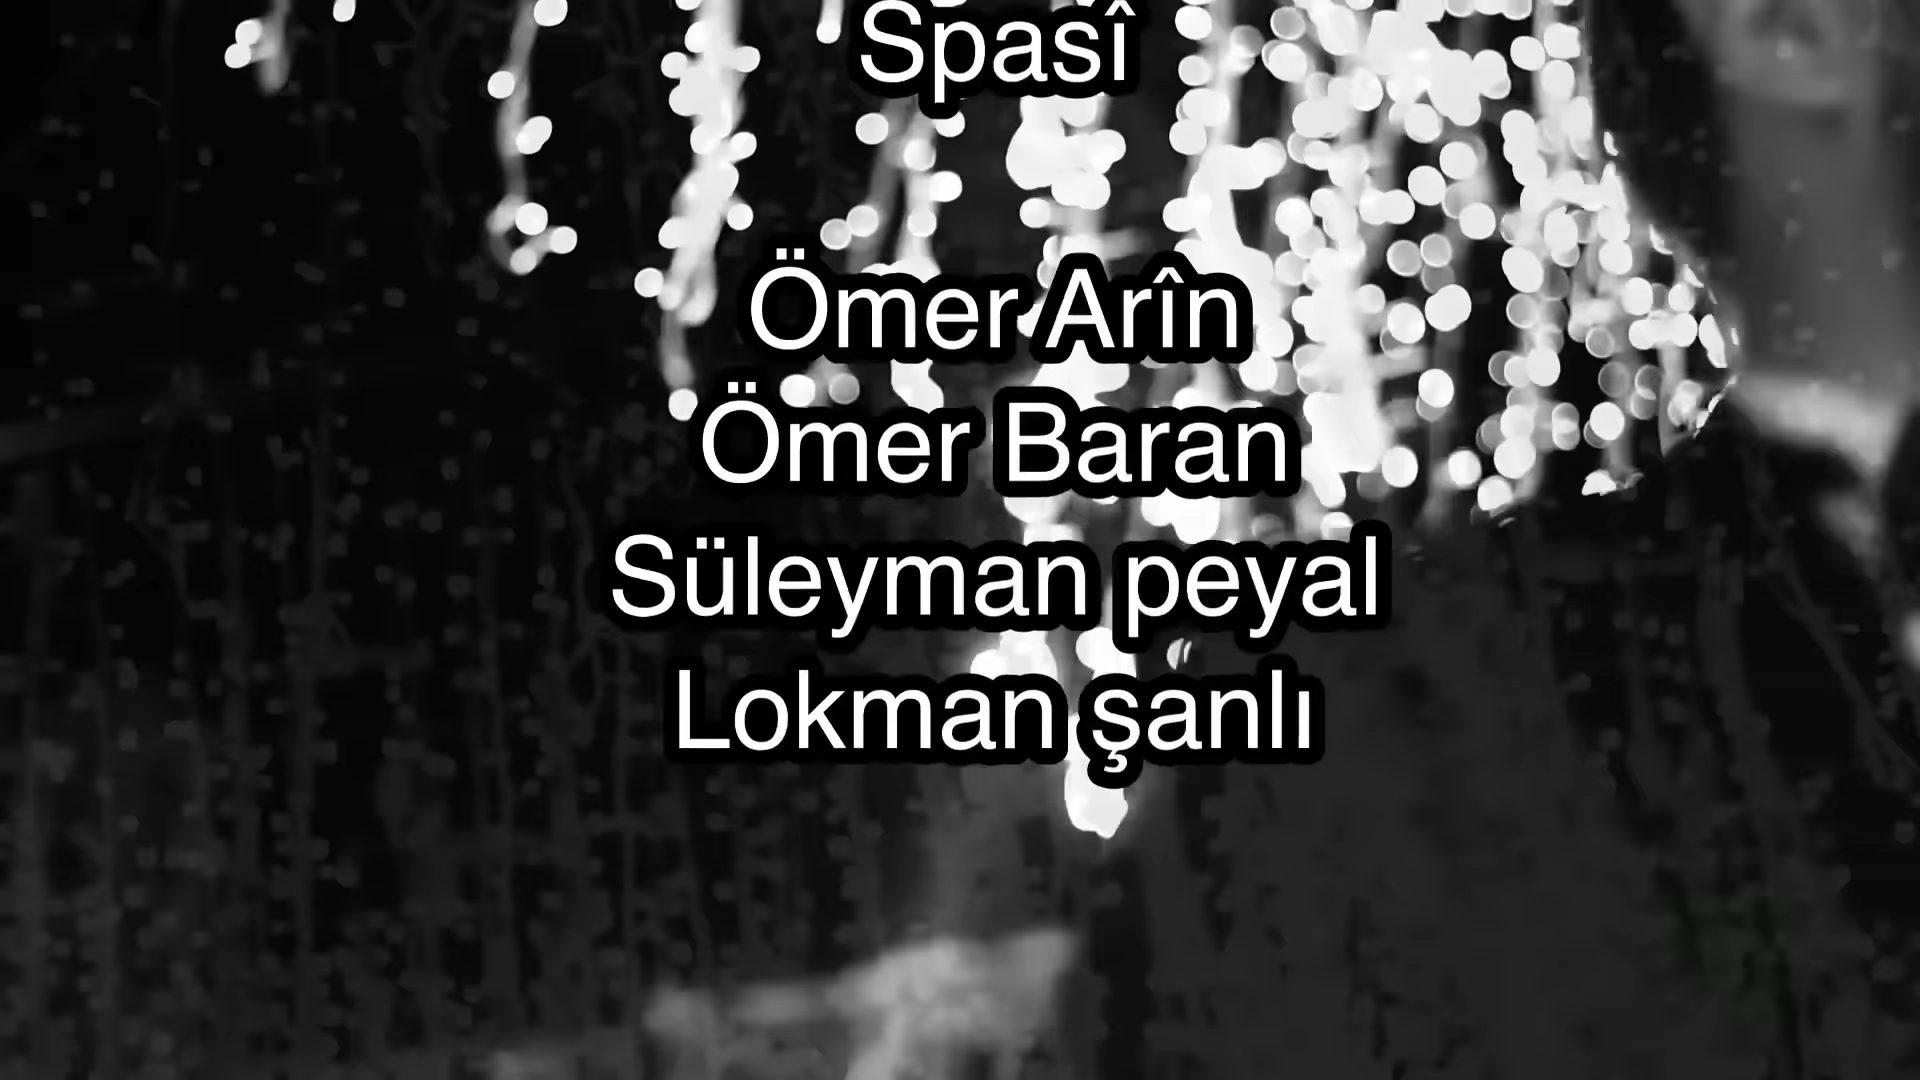 Spasî
Ömer Arîn
Ömer Baran
Süleyman peyal
Lokman şanlı